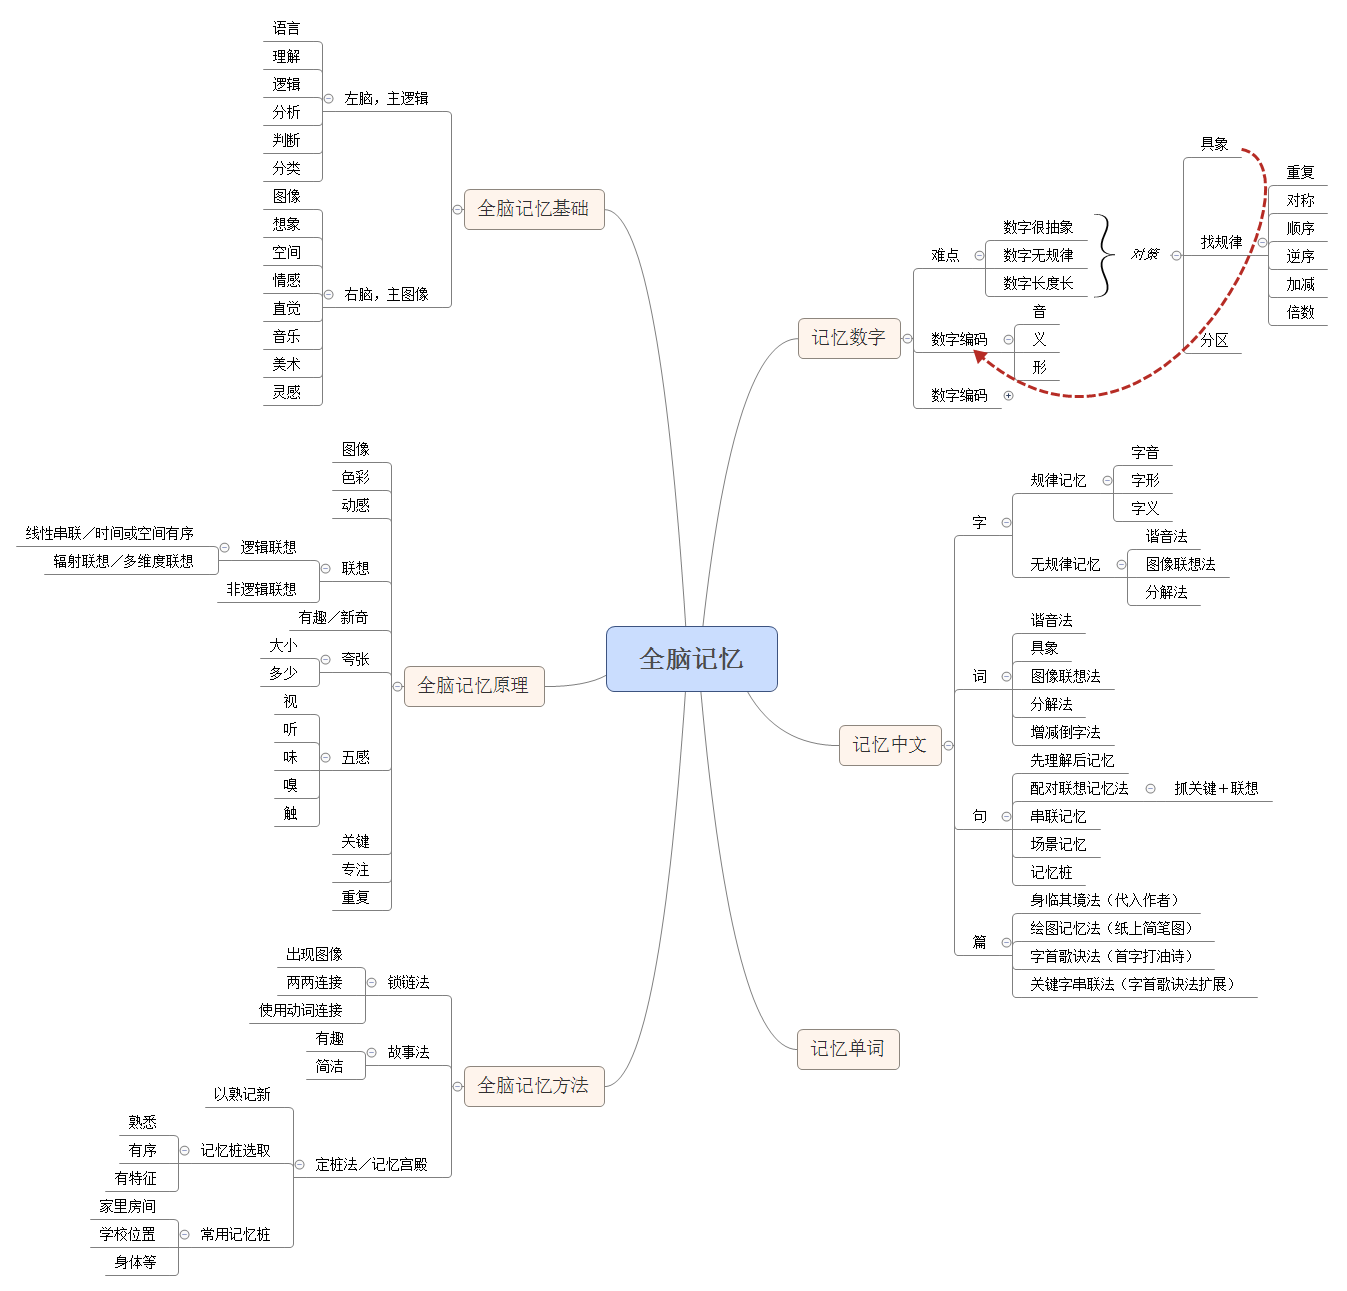 全脑记忆
全脑记忆基础
左脑，主逻辑
语言
理解
逻辑
分析
判断
分类
右脑，主图像
图像
想象
空间
情感
直觉
音乐
美术
灵感
全脑记忆原理
图像
色彩
动感
联想
逻辑联想
线性串联／时间或空间有序
辐射联想／多维度联想
非逻辑联想
有趣／新奇
夸张
大小
多少
五感
视
听
味
嗅
触
关键
专注
重复
全脑记忆方法
锁链法
出现图像
两两连接
使用动词连接
故事法
有趣
简洁
定桩法／记忆宫殿
以熟记新
记忆桩选取
熟悉
有序
有特征
常用记忆桩
家里房间
学校位置
身体等
记忆数字
难点
数字很抽象
数字无规律
数字长度长
对策
具象
找规律
重复
对称
顺序
逆序
加减
倍数
分区
数字编码
音
义
形
数字编码
记忆中文
字
规律记忆
字音
字形
字义
无规律记忆
谐音法
图像联想法
分解法
词
谐音法
具象
图像联想法
分解法
增减倒字法
句
先理解后记忆
配对联想记忆法
抓关键＋联想
串联记忆
场景记忆
记忆桩
篇
身临其境法（代入作者）
绘图记忆法（纸上简笔图）
字首歌诀法（首字打油诗）
关键字串联法（字首歌诀法扩展）
记忆单词